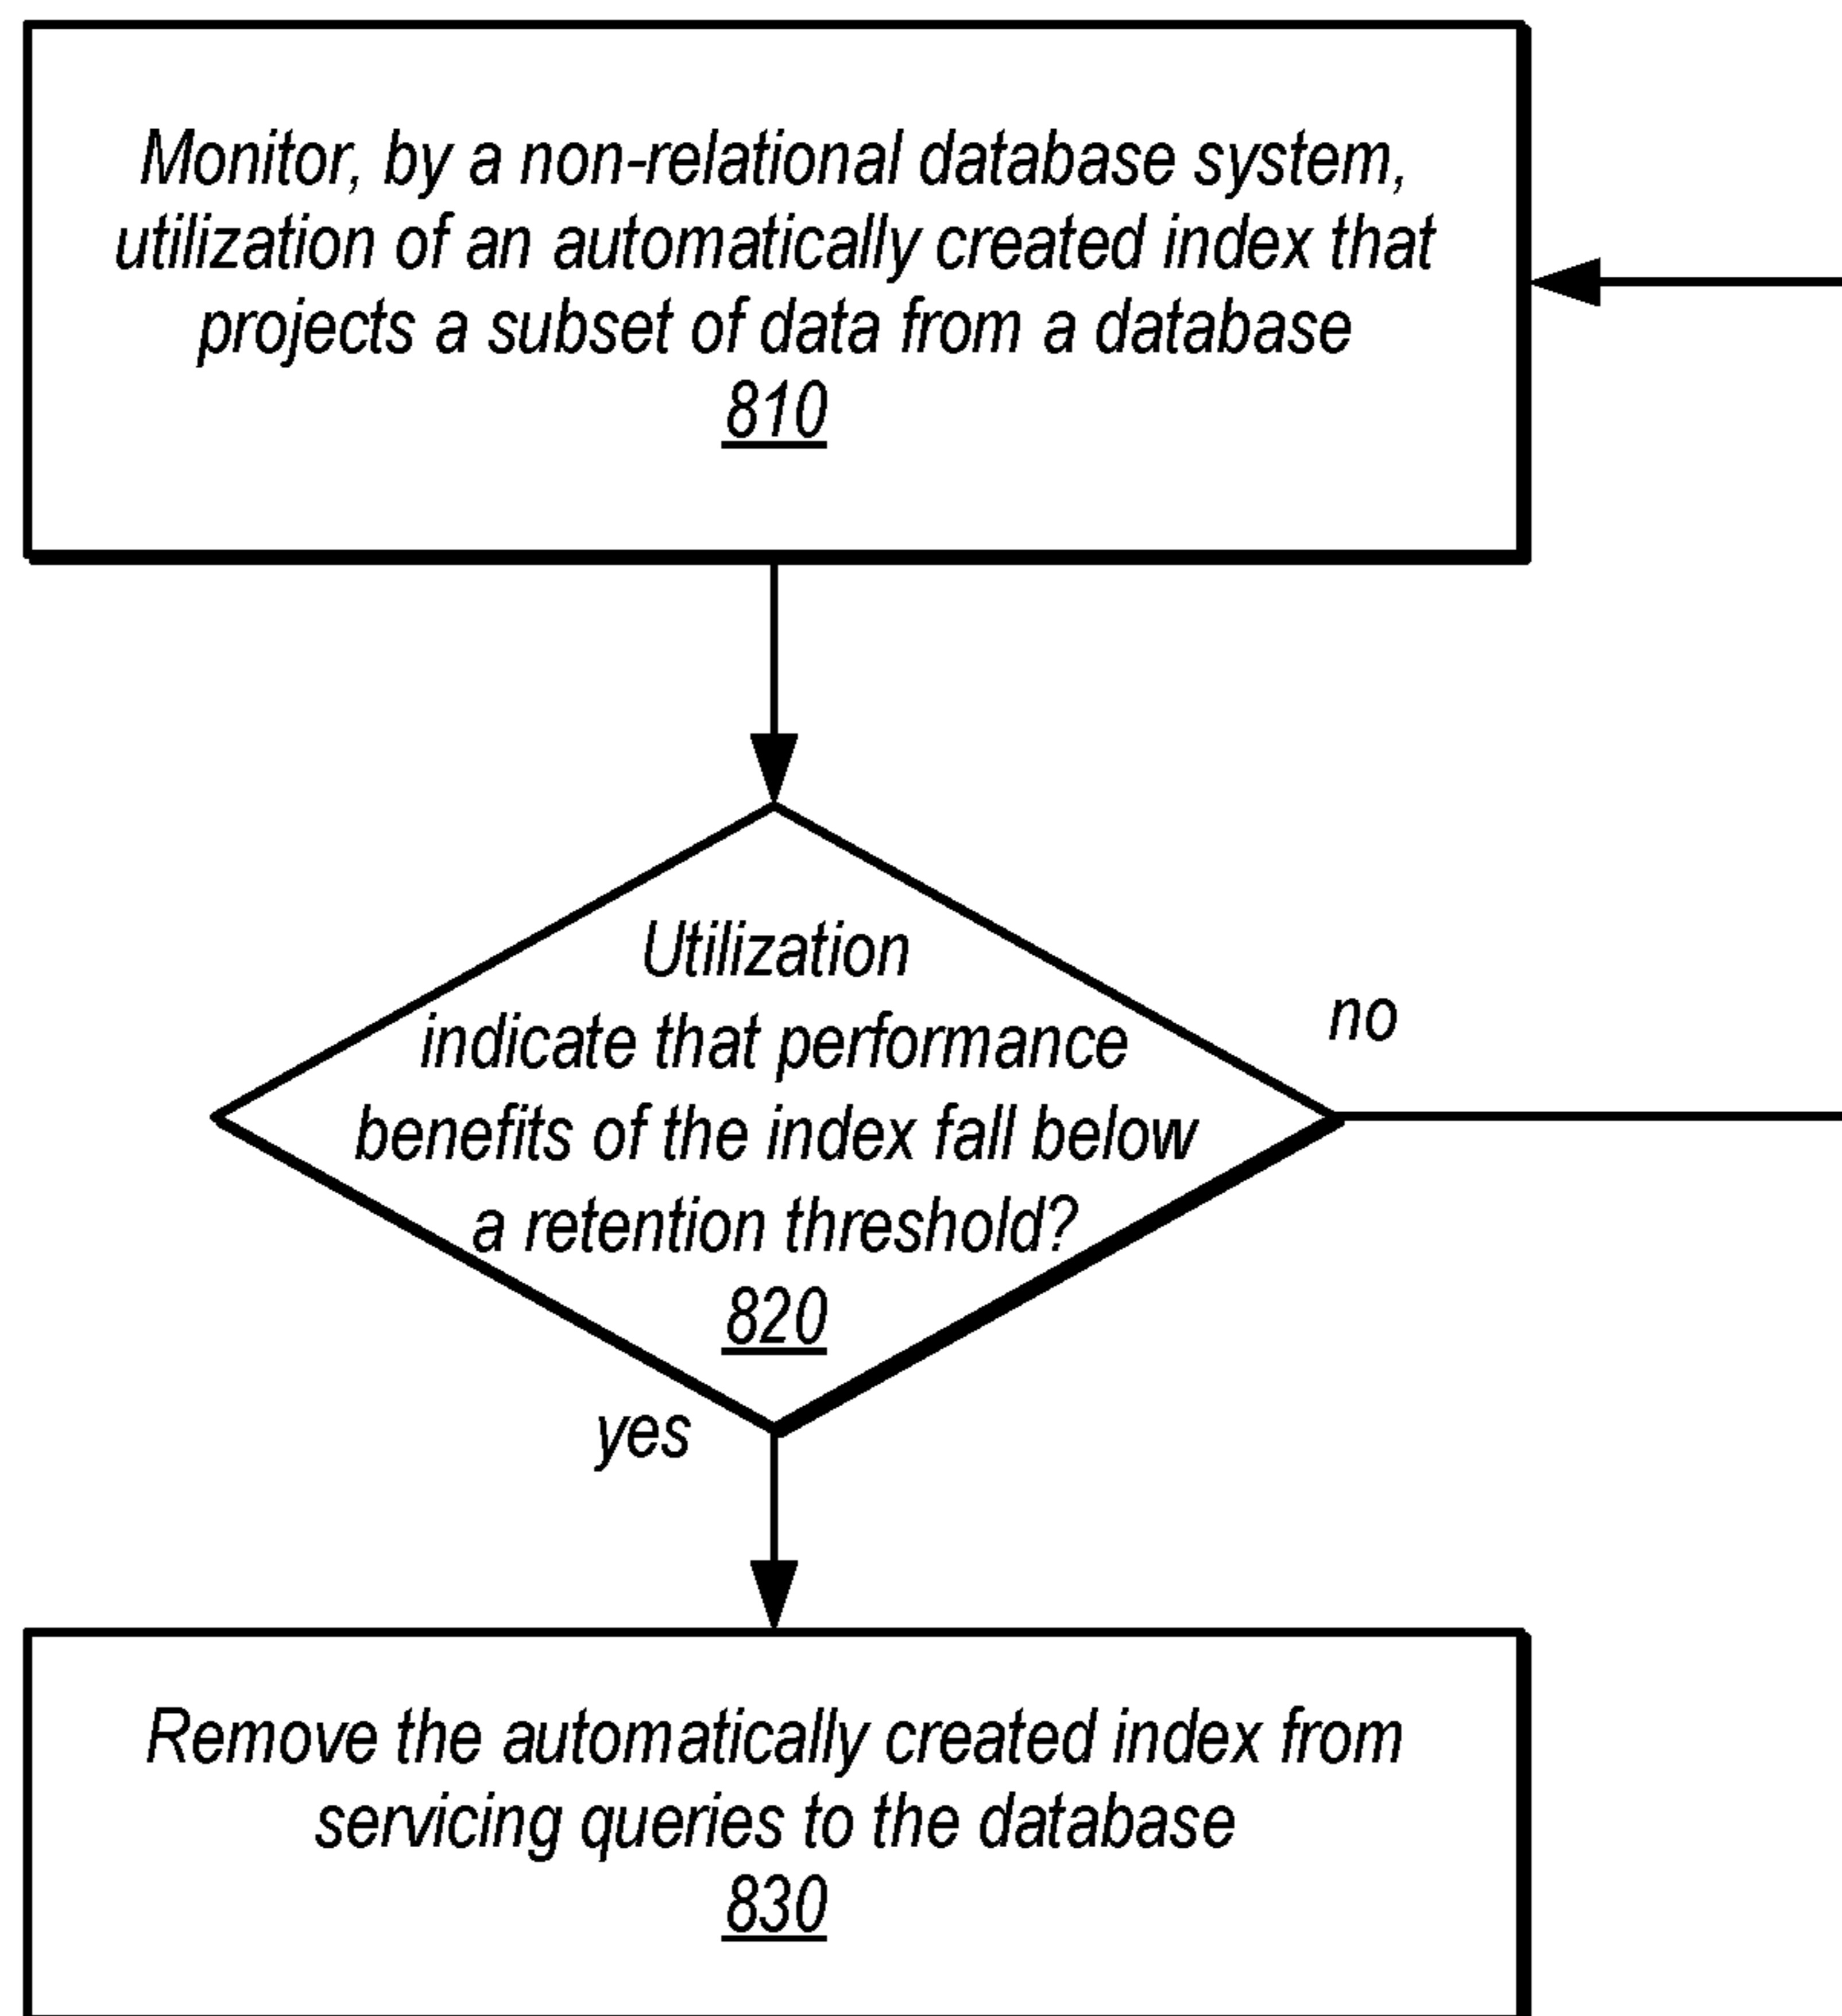 Monitor, by a non-relational database system,
utilization of an automatically created index that
projects a subset of data from a database
810
Utilization
indicate that performance
benefits of the index fall below
a retention threshold?
820
no
yes
Remove the automatically created index from
servicing queries to the database
830